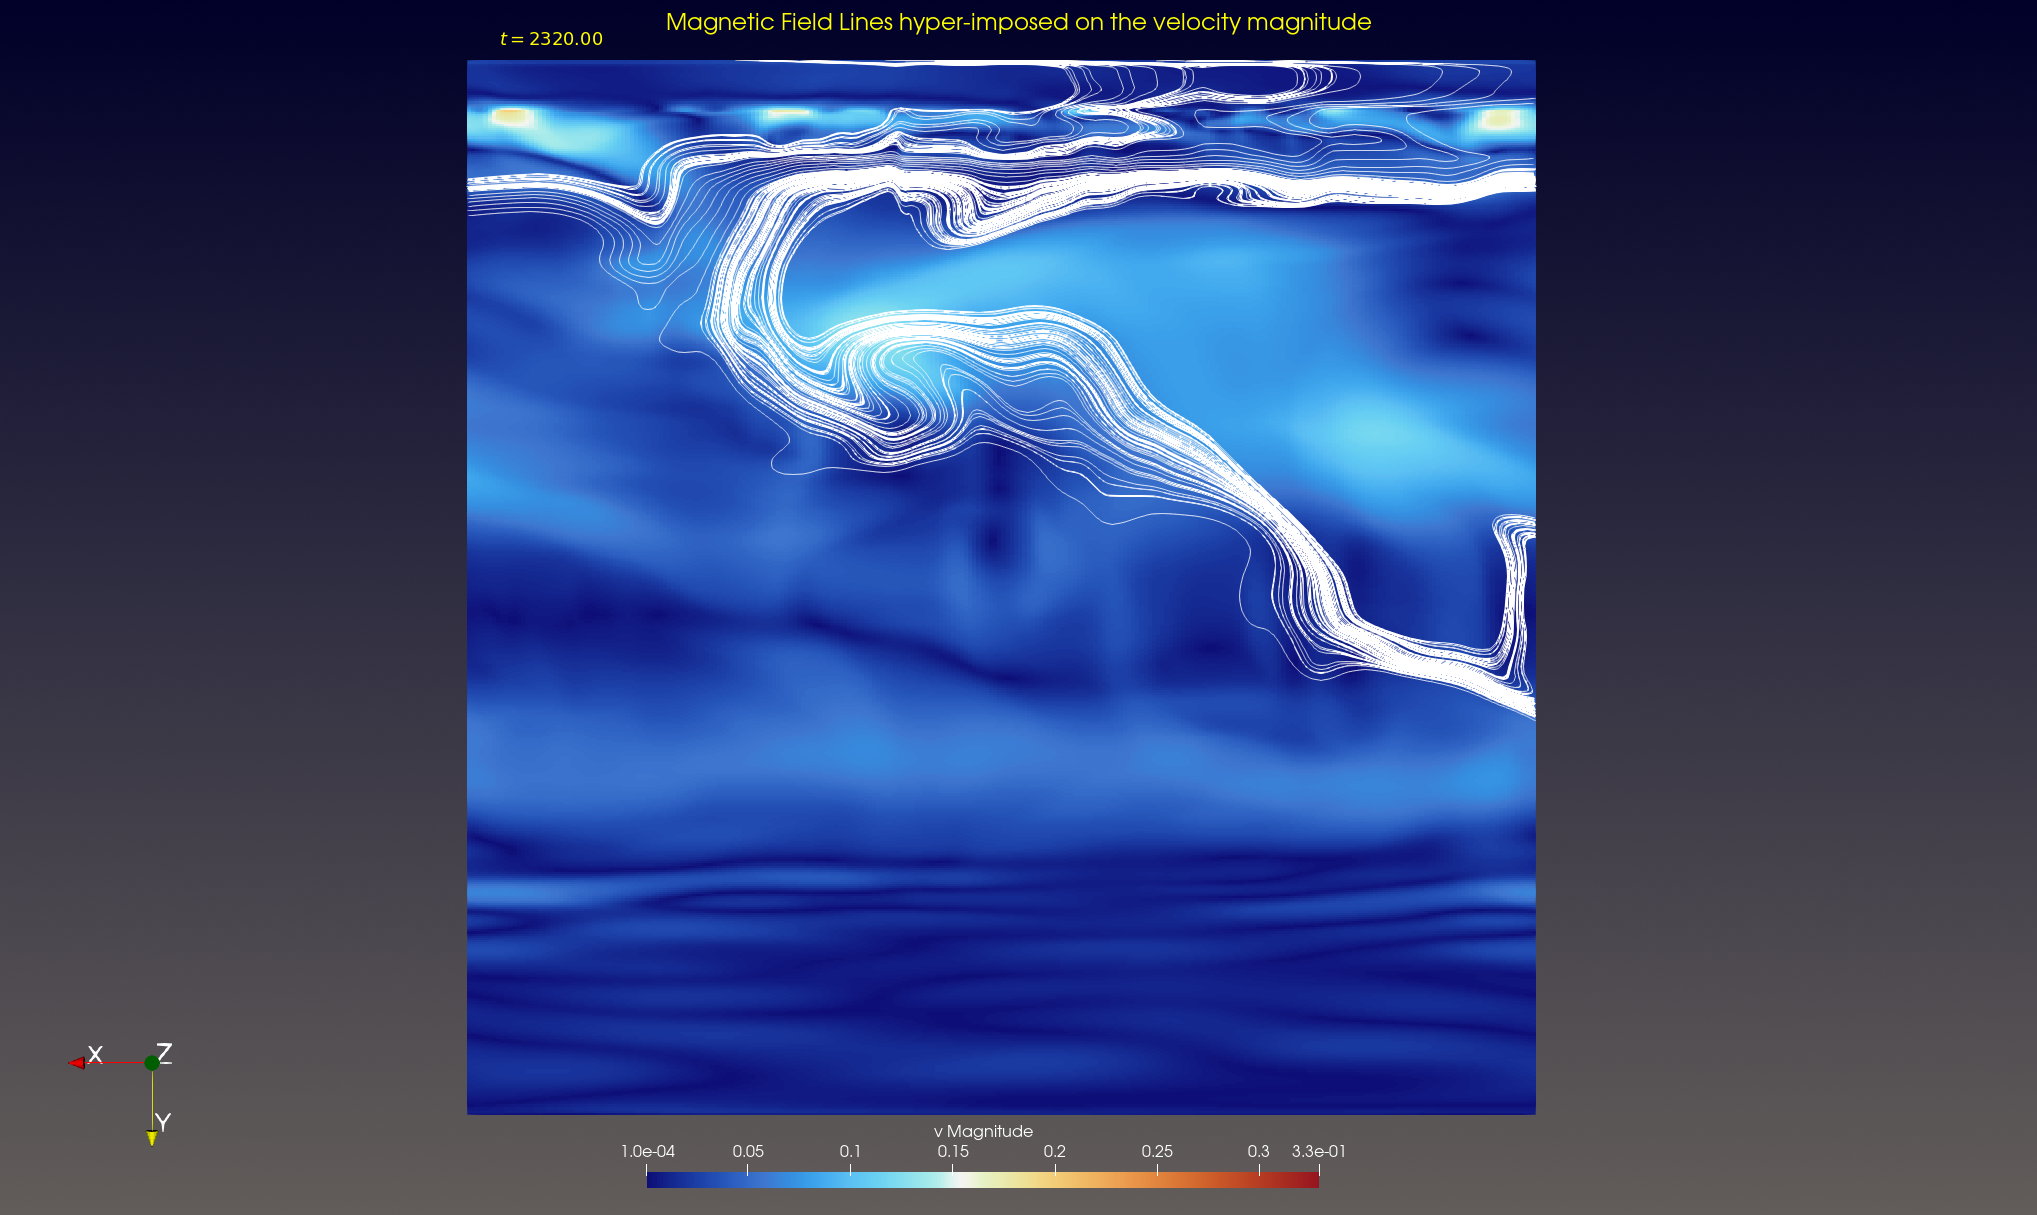 Magnetic Field Lines hyper-imposed on the velocity magnitude
t = 2320.00
X Z
Y
v Magnitude
1.0e-04 0.05 0.1 0.15 0.2 0.25 0.3 3.3e-01